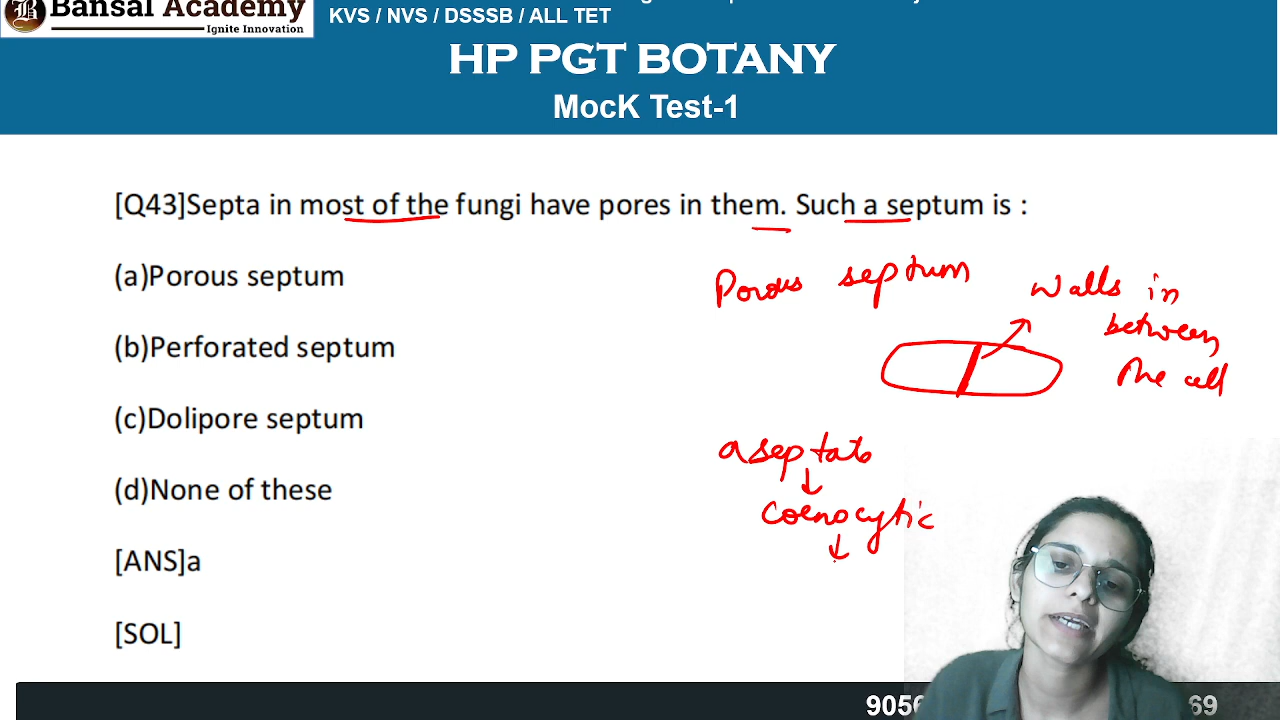 Bansal Academy
Ignite Innovation
KVS / NVS / DSSSB / ALL TET
HP PGT BOTANY
MocK Test-1
[Q43]Septa in most of the fungi have pores in them. Such a septum is :
(a)Porous septum
(b)Perforated septum
(c)Dolipore septum
(d)None of these
[ANS]a
[SOL]
Porous septum
Walls in
between
the cell
aseptate
coenocytic
9056
69